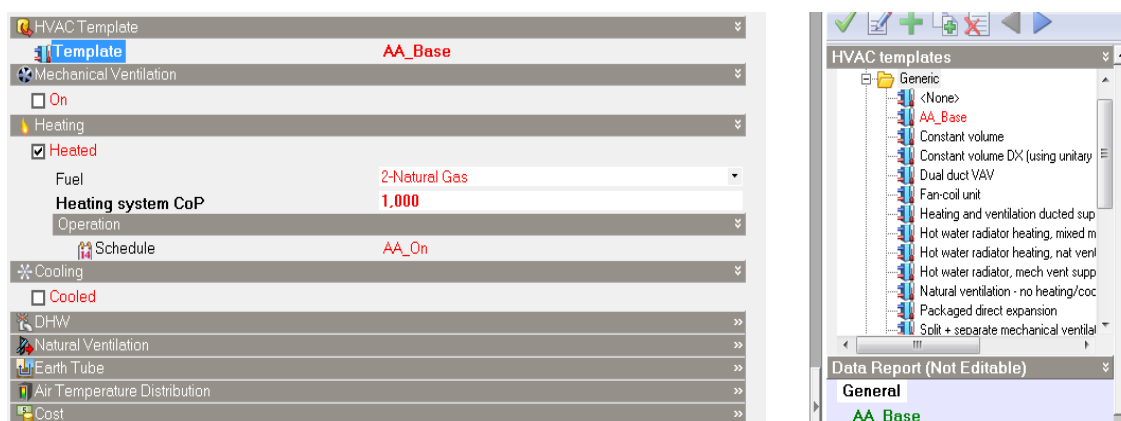 HVAC Template
Template AA_Base
Mechanical Ventilation
On
Heating
Heated
Fuel 2-Natural Gas
Heating system CoP 1,000
Operation
14 Schedule AA_On
Cooling
Cooled
DHW
Natural Ventilation
Earth Tube
Air Temperature Distribution
Cost
HVAC templates
Generic
<None>
AA_Base
Constant volume
Constant volume DX (using unitary
Dual duct VAV
Fan-coil unit
Heating and ventilation ducted sup
Hot water radiator heating, mixed m
Hot water radiator heating, nat vent
Hot water radiator, mech vent supp
Natural ventilation - no heating/coc
Packaged direct expansion
Split + separate mechanical ventilat
Data Report (Not Editable)
General
AA_Base